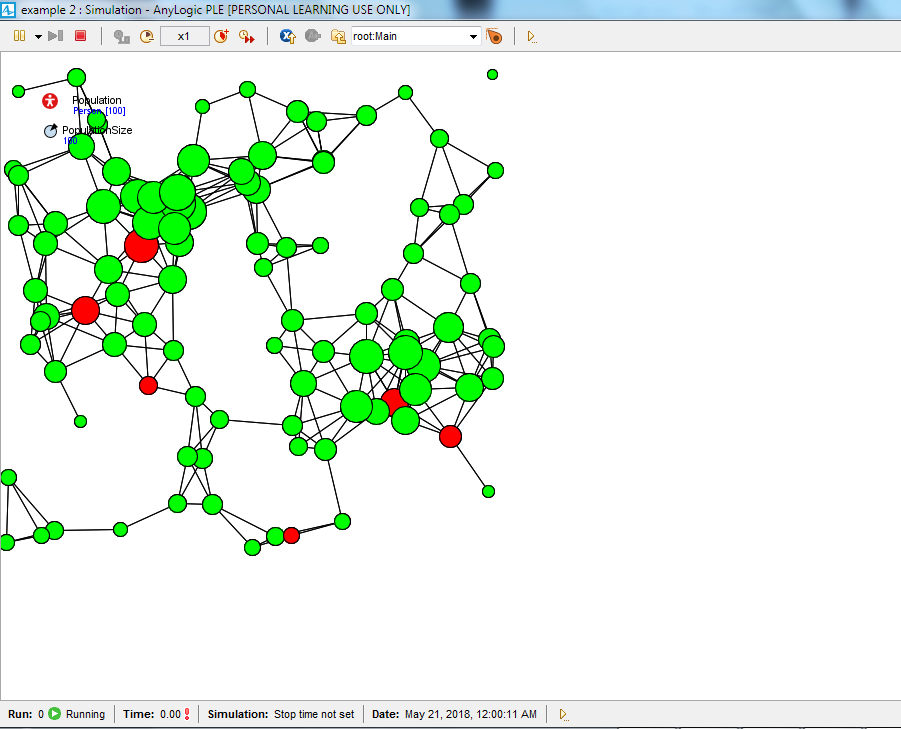 example 2 : Simulation - AnyLogic PLE [PERSONAL LEARNING USE ONLY]
x1
root:Main
Population
Person [100]
PopulationSize
100
Run: 0 Running Time: 0.00 Simulation: Stop time not set Date: May 21, 2018, 12:00:11 AM